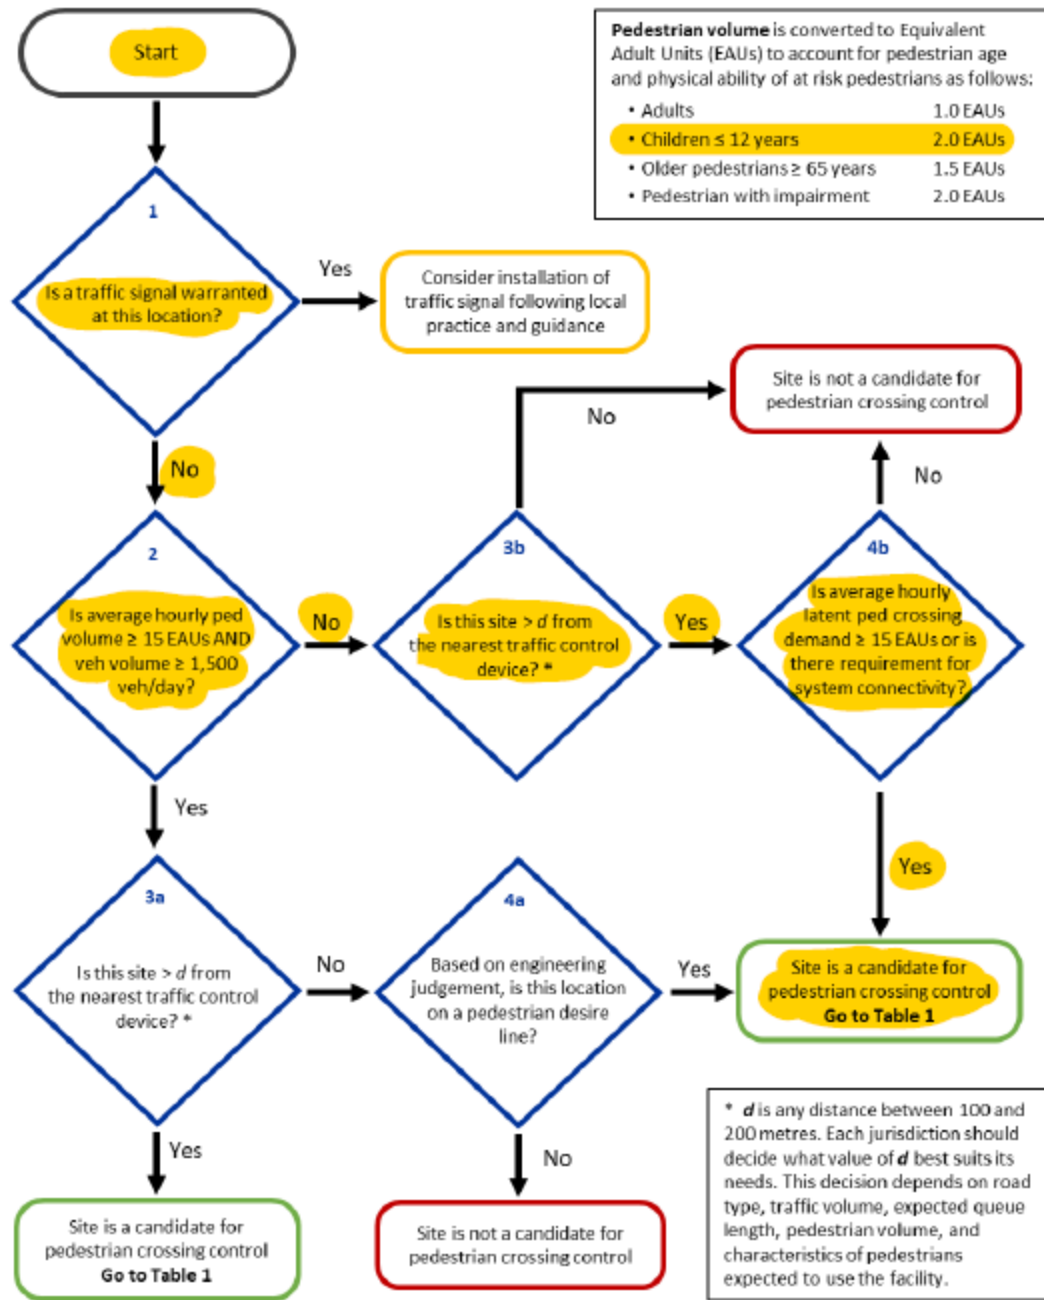 Start
Pedestrian volume is converted to Equivalent
Adult Units (EAUs) to account for pedestrian age
and physical ability of at risk pedestrians as follows:
• Adults 1.0 EAUs
• Children ≤ 12 years 2.0 EAUs
• Older pedestrians ≥ 65 years 1.5 EAUs
• Pedestrian with impairment 2.0 EAUs
1
Is a traffic signal warranted
at this location?
Yes
Consider installation of
traffic signal following local
practice and guidance
No
Site is not a candidate for
pedestrian crossing control
No
No
2
Is average hourly ped
volume ≥ 15 EAUs AND
veh volume ≥ 1,500
veh/day?
No
3b
Is this site > d from
the nearest traffic control
device? *
Yes
4b
Is average hourly
latent ped crossing
demand ≥ 15 EAUs or is
there requirement for
system connectivity?
Yes
Yes
3a
Is this site > d from
the nearest traffic control
device? *
No
4a
Based on engineering
judgement, is this location
on a pedestrian desire
line?
Yes
Site is a candidate for
pedestrian crossing control
Go to Table 1
Yes
No
Site is a candidate for
pedestrian crossing control
Go to Table 1
Site is not a candidate for
pedestrian crossing control
* d is any distance between 100 and
200 metres. Each jurisdiction should
decide what value of d best suits its
needs. This decision depends on road
type, traffic volume, expected queue
length, pedestrian volume, and
characteristics of pedestrians
expected to use the facility.